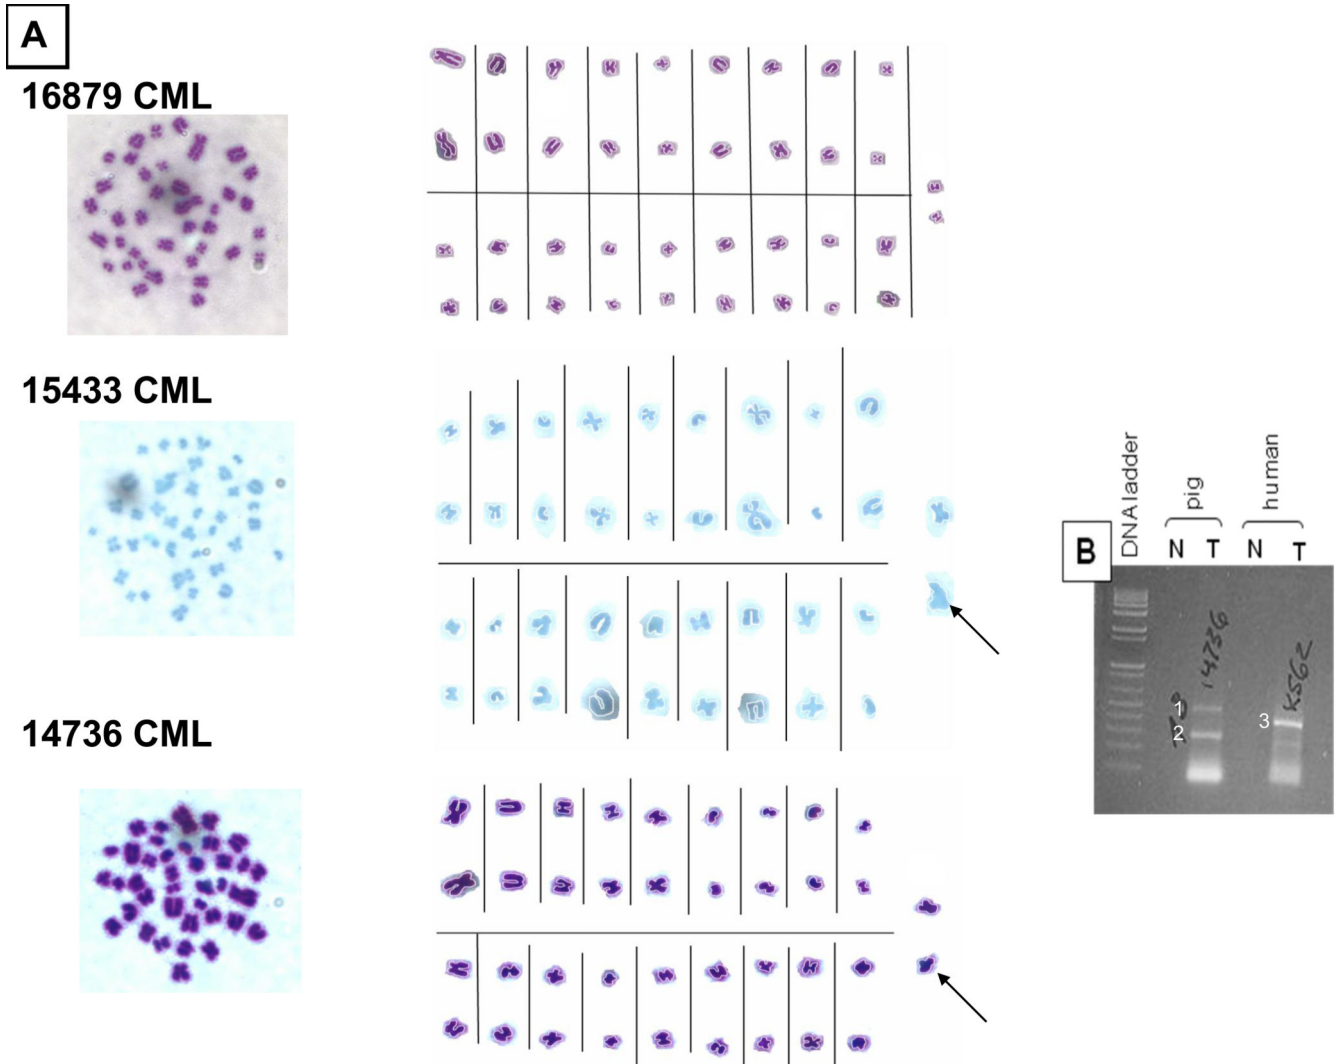 A
16879 CML
15433 CML
14736 CML
B
DNA ladder
pig
human
N T N T
14736
K562
1
2
3